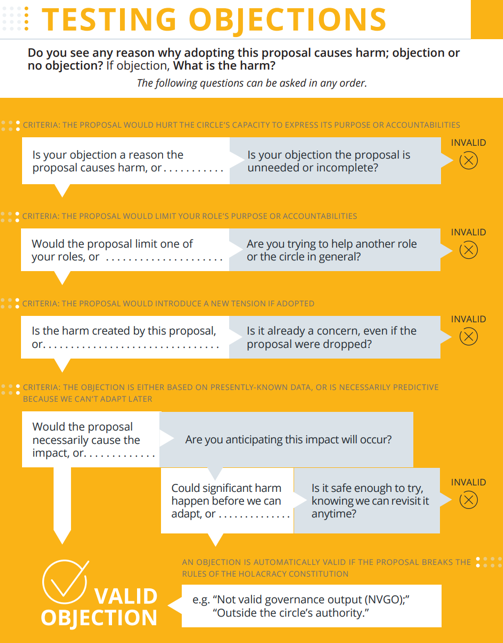 TESTING OBJECTIONS
Do you see any reason why adopting this proposal causes harm; objection or
no objection? If objection, What is the harm?
The following questions can be asked in any order.
CRITERIA: THE PROPOSAL WOULD HURT THE CIRCLE'S CAPACITY TO EXPRESS ITS PURPOSE OR ACCOUNTABILITIES
Is your objection a reason the
proposal causes harm, or...........
Is your objection the proposal is
unneeded or incomplete?
INVALID
CRITERIA: THE PROPOSAL WOULD LIMIT YOUR ROLE'S PURPOSE OR ACCOUNTABILITIES
Would the proposal limit one of
your roles, or .....................
Are you trying to help another role
or the circle in general?
INVALID
CRITERIA: THE PROPOSAL WOULD INTRODUCE A NEW TENSION IF ADOPTED
Is the harm created by this proposal,
or................................
Is it already a concern, even if the
proposal were dropped?
INVALID
CRITERIA: THE OBJECTION IS EITHER BASED ON PRESENTLY-KNOWN DATA, OR IS NECESSARILY PREDICTIVE
BECAUSE WE CAN'T ADAPT LATER
Would the proposal
necessarily cause the
impact, or.............
Are you anticipating this impact will occur?
Could significant harm
happen before we can
adapt, or ..............
Is it safe enough to try,
knowing we can revisit it
anytime?
INVALID
AN OBJECTION IS AUTOMATICALLY VALID IF THE PROPOSAL BREAKS THE
RULES OF THE HOLACRACY CONSTITUTION
VALID
OBJECTION
e.g. "Not valid governance output (NVGO);"
"Outside the circle's authority."